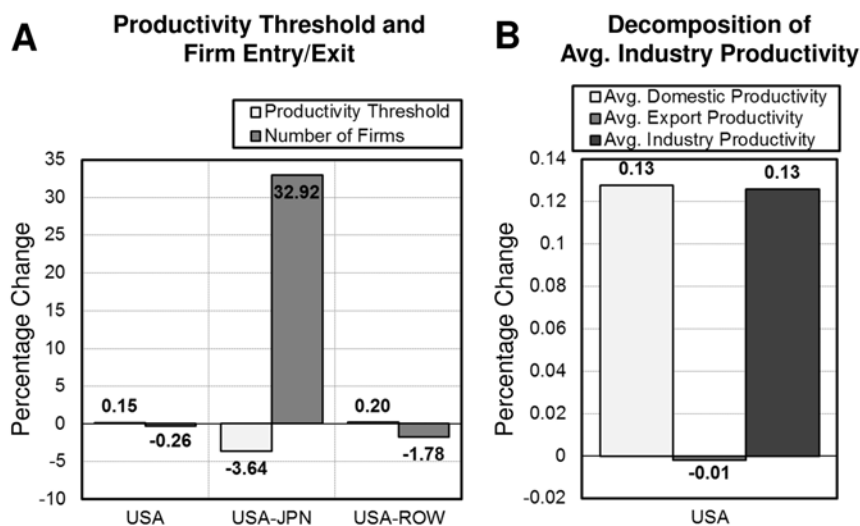 A
Productivity Threshold and
Firm Entry/Exit
Productivity Threshold
Number of Firms
Percentage Change
35
30
25
20
15
10
5
0
-5
-10
0.15
-0.26
-3.64
32.92
0.20
-1.78
USA
USA-JPN
USA-ROW
B
Decomposition of
Avg. Industry Productivity
Avg. Domestic Productivity
Avg. Export Productivity
Avg. Industry Productivity
Percentage Change
0.14
0.12
0.1
0.08
0.06
0.04
0.02
0
-0.02
0.13
-0.01
0.13
USA